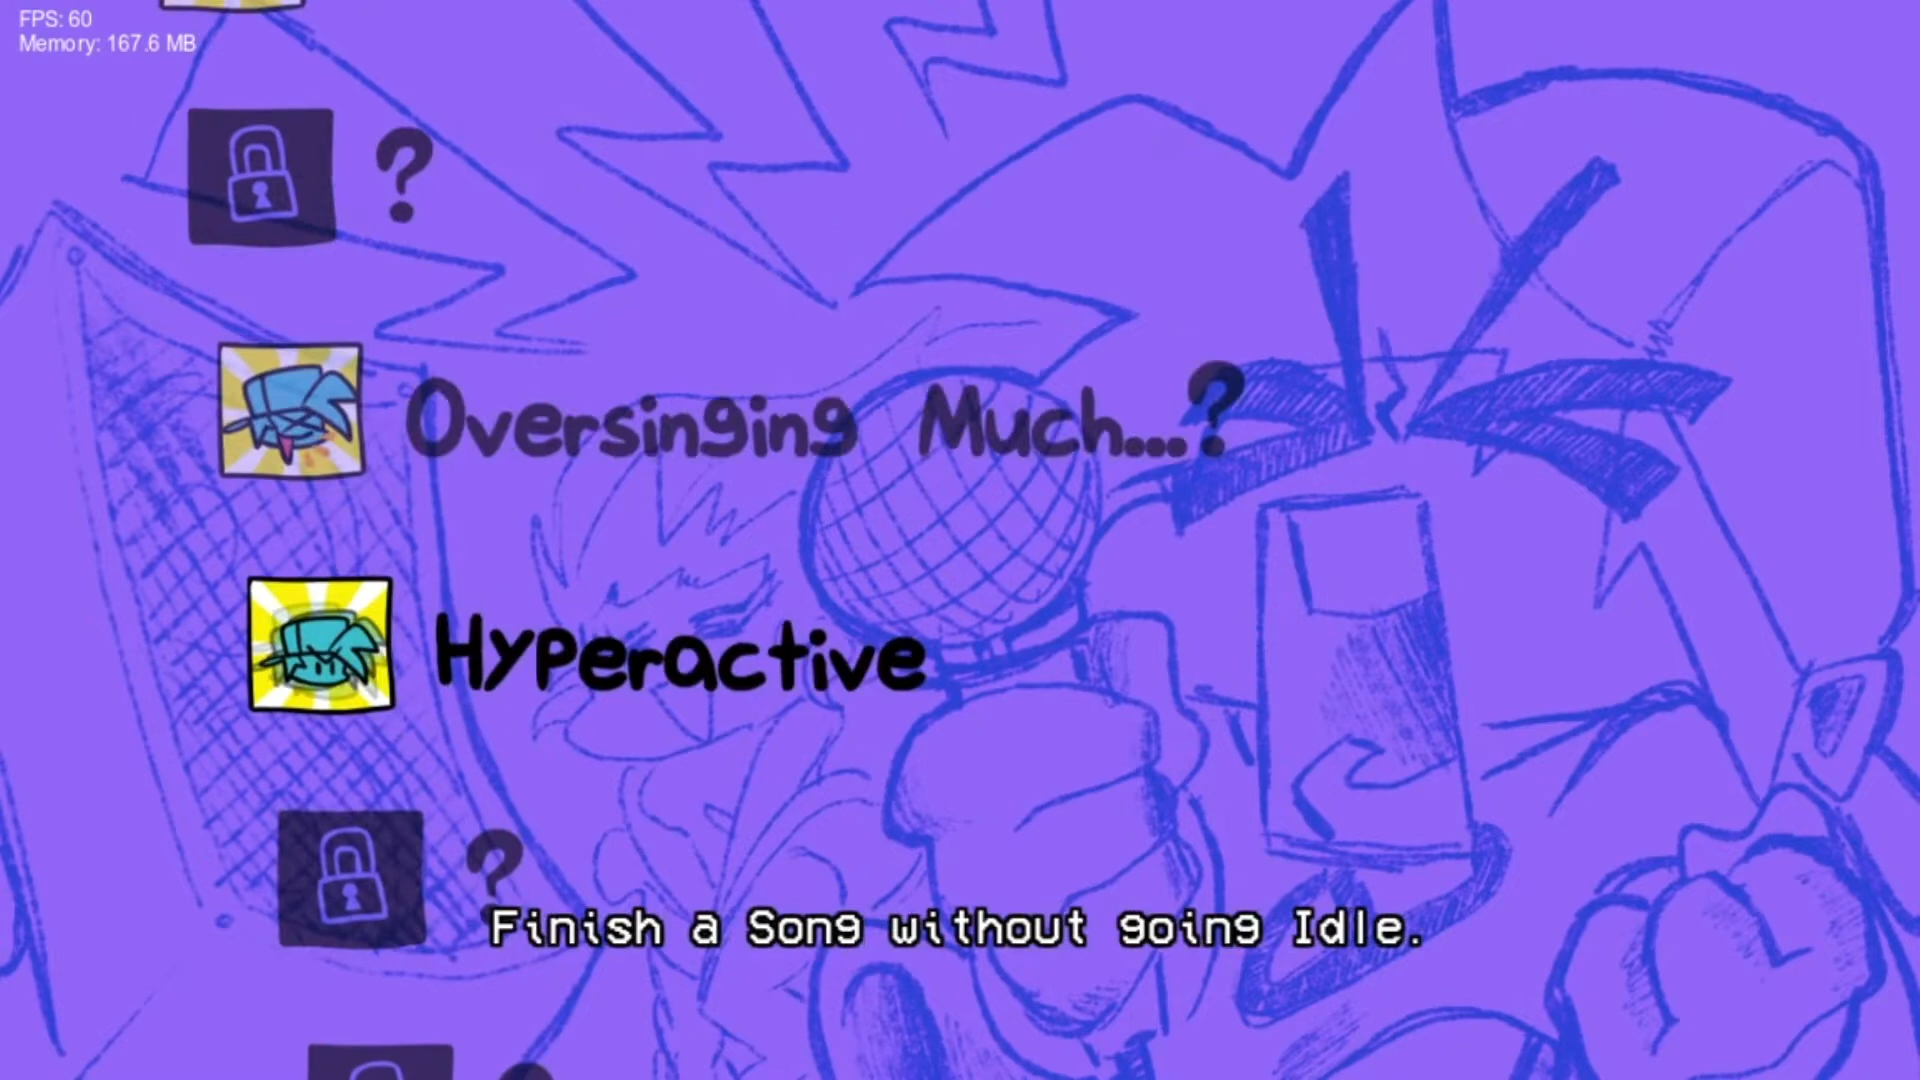 FPS: 60
Memory: 167.6 MB
?
Oversinging Much...?
Hyperactive
?
Finish a Song without going Idle.